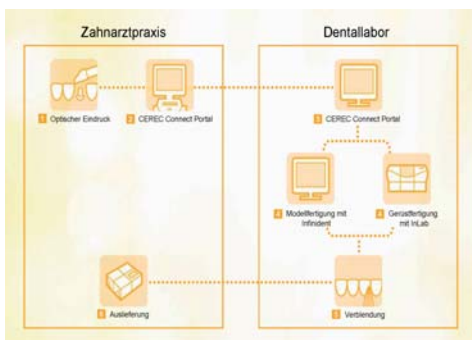 Zahnarztpraxis
Dentallabor
1 Optischer Eindruck
2 CEREC Connect Portal
3 CEREC Connect Portal
4 Modellfertigung mit
Infinident
4 Gerüstfertigung
mit InLab
6 Auslieferung
5 Verblendung